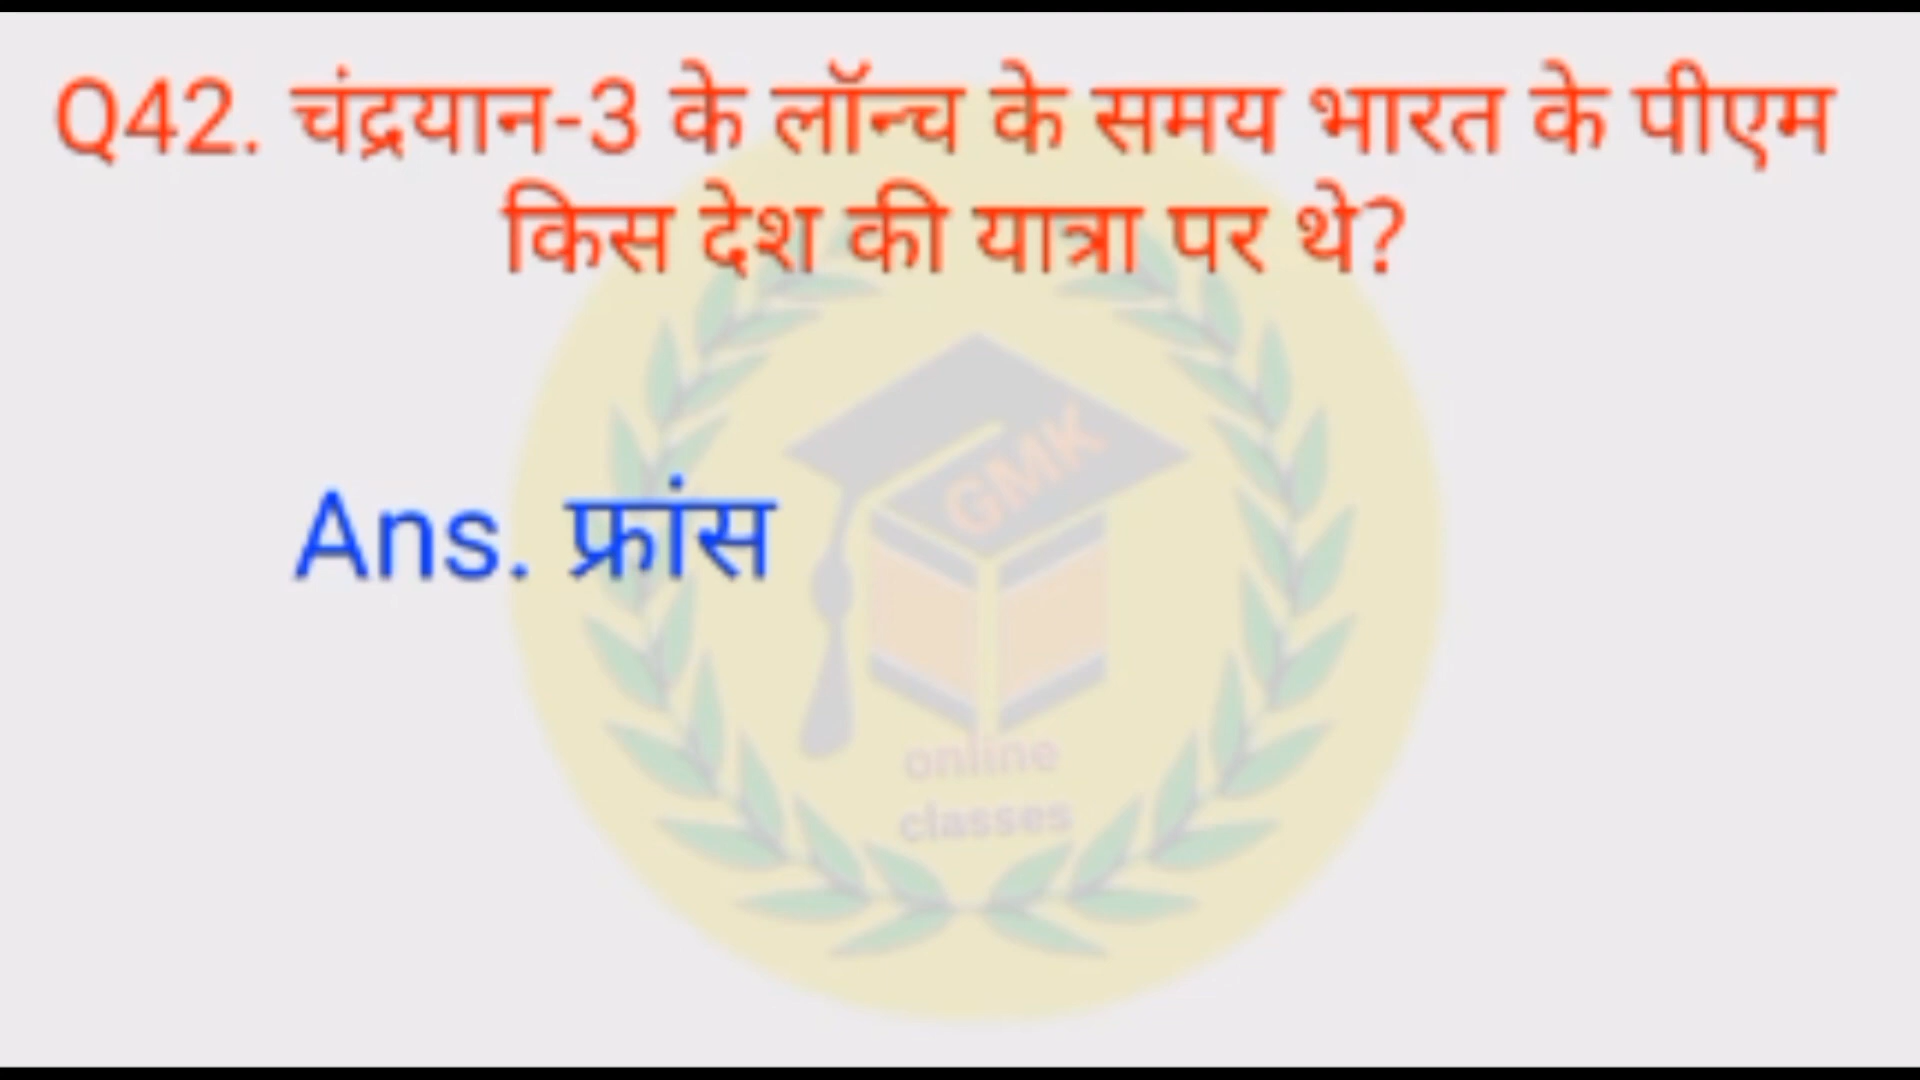 Q42. चंद्रयान-3 के लॉन्च के समय भारत के पीएम
किस देश की यात्रा पर थे?
Ans. फ्रांस
GMK
online
classes